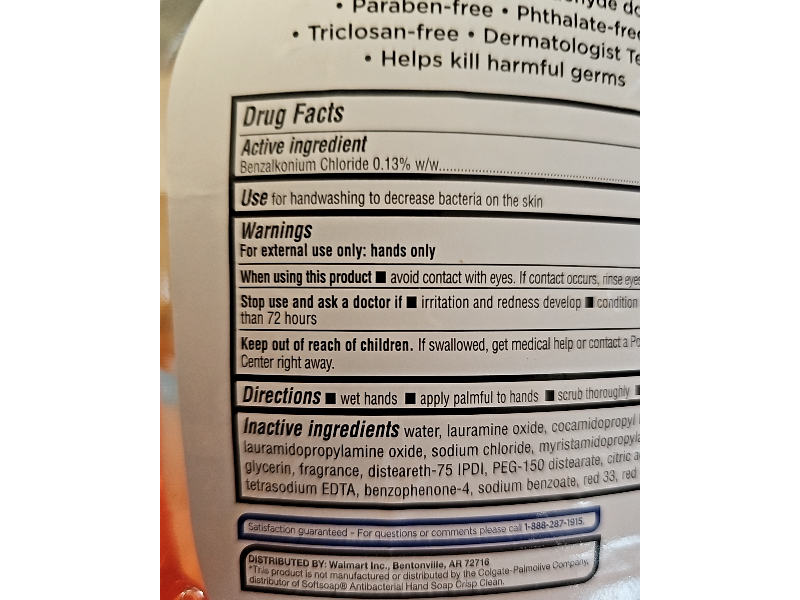 • Paraben-free • Phthalate-free
• Triclosan-free • Dermatologist
• Helps kill harmful germs
Drug Facts
Active ingredient
Benzalkonium Chloride 0.13% w/w
Use for handwashing to decrease bacteria on the skin
Warnings
For external use only: hands only
When using this product ■ avoid contact with eyes. If contact occurs, rinse eyes
Stop use and ask a doctor if ■ irritation and redness develop ■ condition
than 72 hours
Keep out of reach of children. If swallowed, get medical help or contact a
Center right away.
Directions ■ wet hands ■ apply palmful to hands ■ scrub thoroughly ■
Inactive ingredients water, lauramine oxide, cocamidopropyl
lauramidopropylamine oxide, sodium chloride,
glycerin, fragrance, disteareth-75 IPDI, PEG-150 distearate, citric
tetrasodium EDTA, benzophenone-4, sodium benzoate, red 33, red
Satisfaction guaranteed - For questions or comments please call 1-888-287-1915.
DISTRIBUTED BY: Walmart Inc., Bentonville, AR 72716
*This product is not manufactured or distributed by the Colgate-Palmolive Company,
distributor of Softsoap® Antibacterial Hand Soap Crisp Clean.